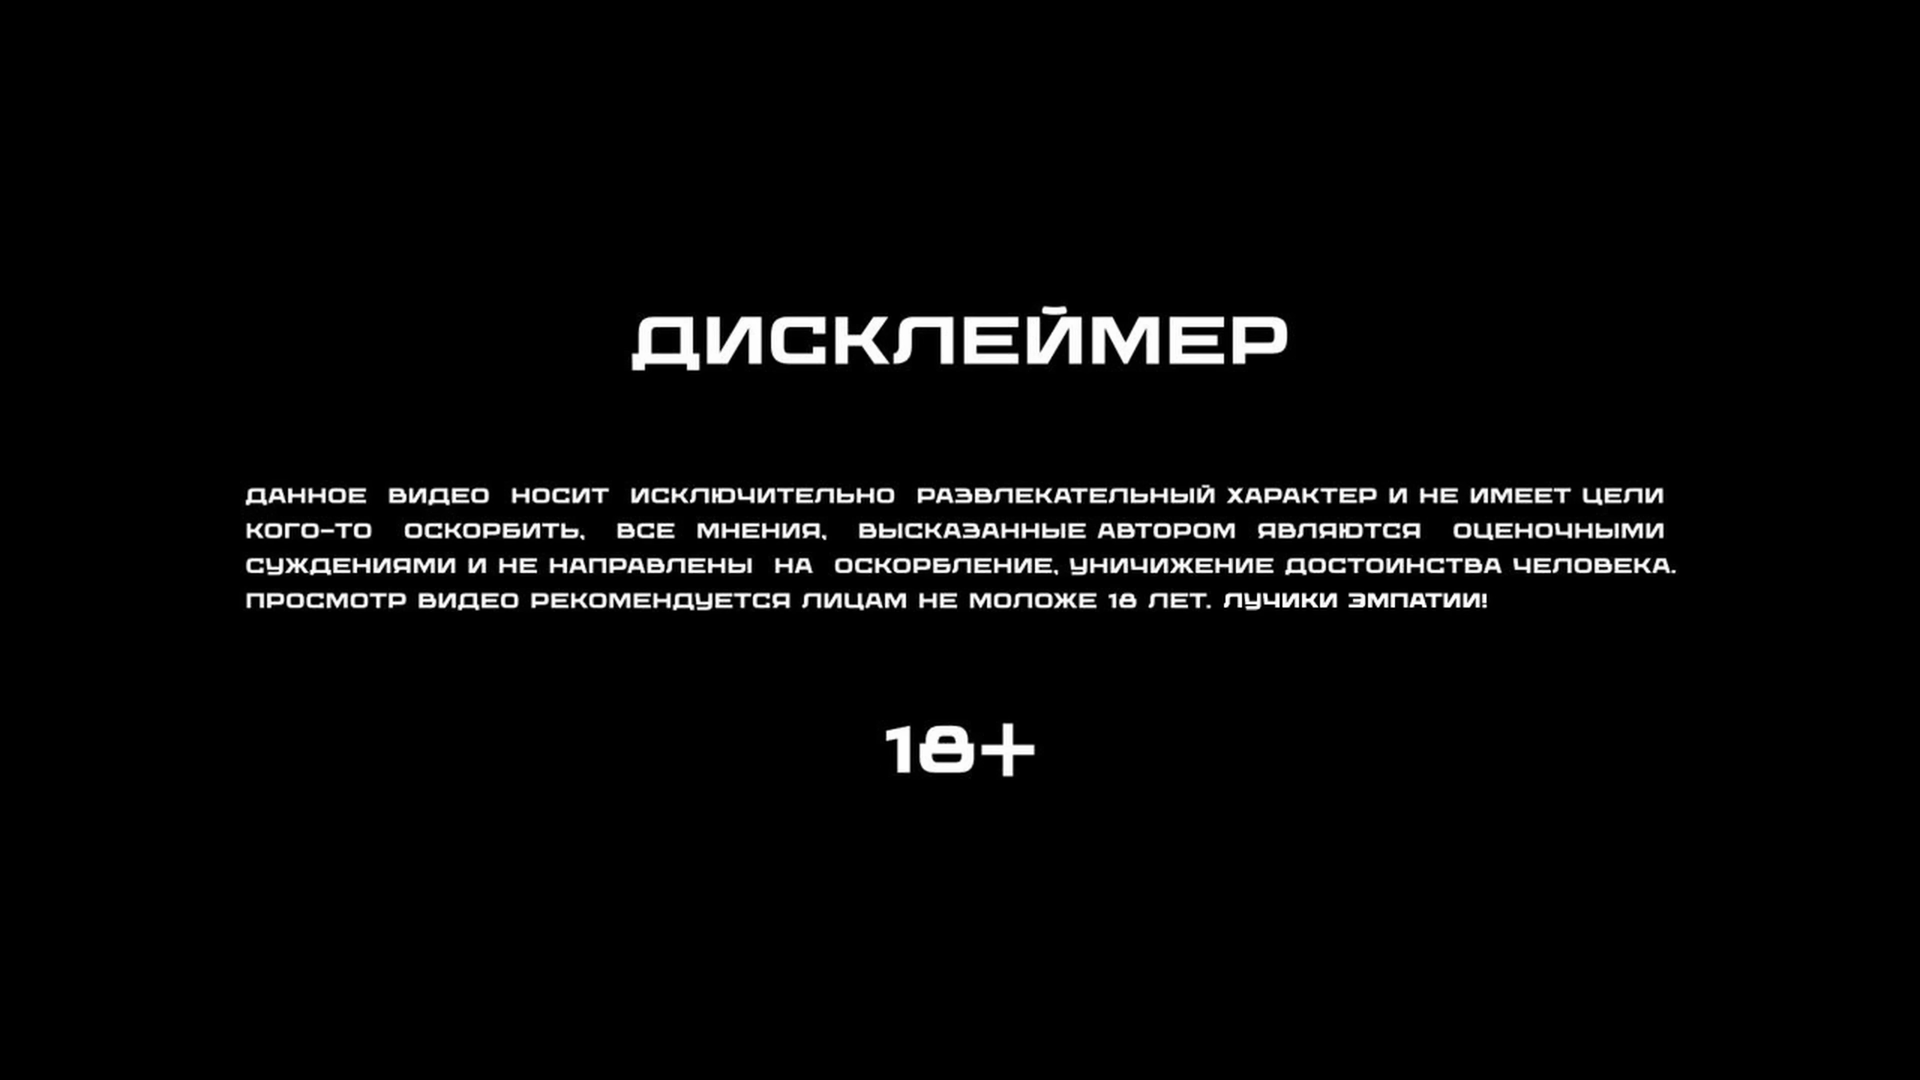 ДИСКЛЕЙМЕР
ДАННОЕ ВИДЕО НОСИТ ИСКЛЮЧИТЕЛЬНО РАЗВЛЕКАТЕЛЬНЫЙ ХАРАКТЕР И НЕ ИМЕЕТ ЦЕЛИ
КОГО-ТО ОСКОРБИТЬ, ВСЕ МНЕНИЯ, ВЫСКАЗАННЫЕ АВТОРОМ ЯВЛЯЮТСЯ ОЦЕНОЧНЫМИ
СУЖДЕНИЯМИ И НЕ НАПРАВЛЕНЫ НА ОСКОРБЛЕНИЕ, УНИЧИЖЕНИЕ ДОСТОИНСТВА ЧЕЛОВЕКА.
ПРОСМОТР ВИДЕО РЕКОМЕНДУЕТСЯ ЛИЦАМ НЕ МОЛОЖЕ 18 ЛЕТ. ЛУЧИКИ ЭМПАТИИ!
18+